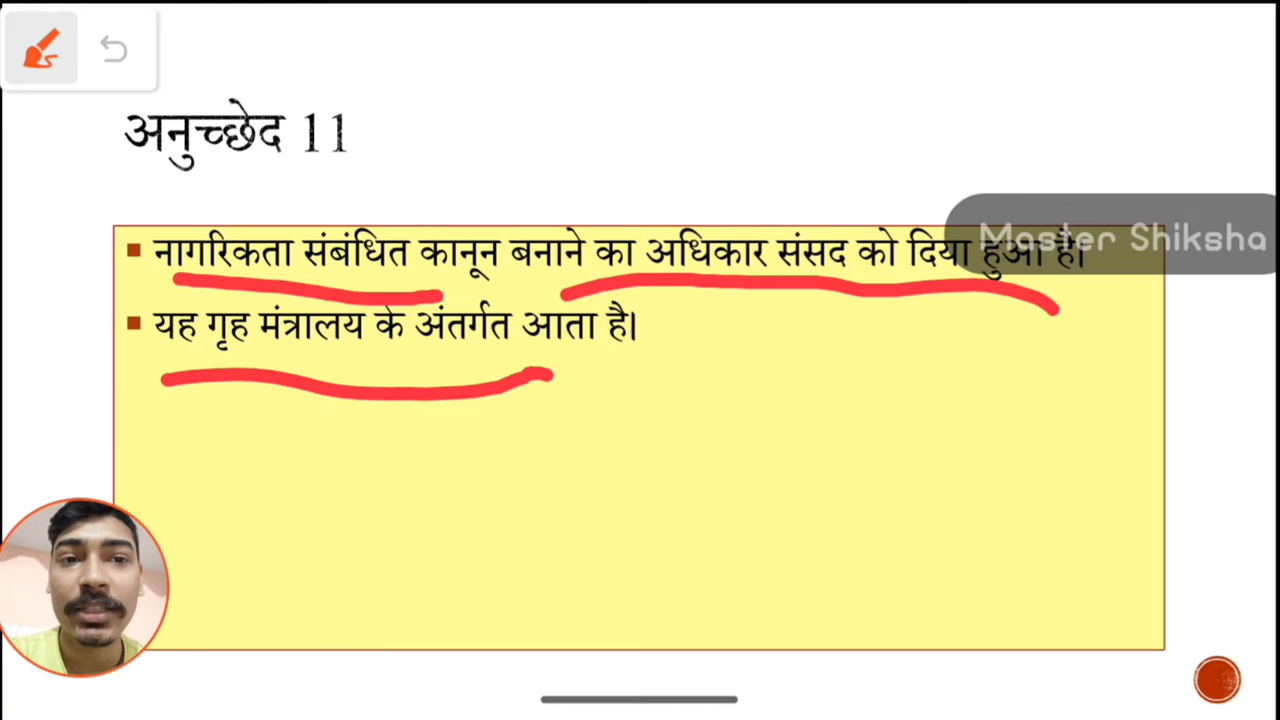 अनुच्छेद 11
Master Shiksha
नागरिकता संबंधित कानून बनाने का अधिकार संसद को दिया हुआ है।
यह गृह मंत्रालय के अंतर्गत आता है।